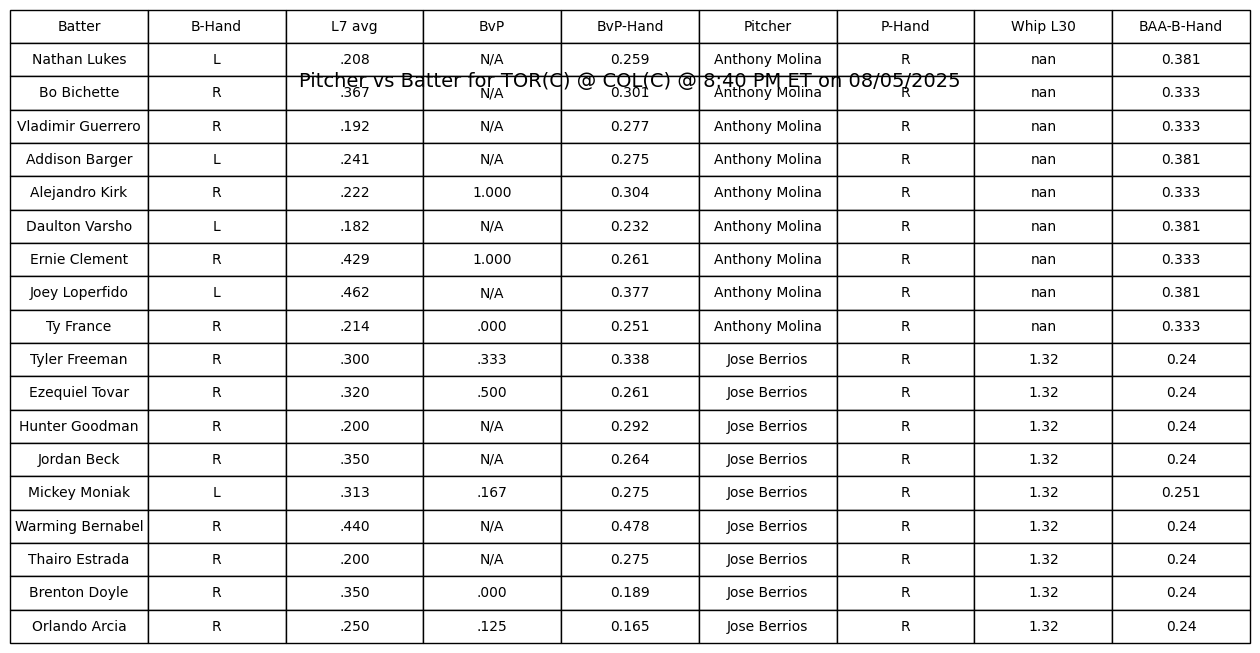 Batter B-Hand L7 avg BvP BvP-Hand Pitcher P-Hand Whip L30 BAA-B-Hand
Nathan Lukes L .208 N/A 0.259 Anthony Molina R nan 0.381
Pitcher vs Batter for TOR(C) @ COL(C) @ 8:40 PM ET on 08/05/2025
Bo Bichette R .367 N/A 0.301 Anthony Molina R nan 0.333
Vladimir Guerrero R .192 N/A 0.277 Anthony Molina R nan 0.333
Addison Barger L .241 N/A 0.275 Anthony Molina R nan 0.381
Alejandro Kirk R .222 1.000 0.304 Anthony Molina R nan 0.333
Daulton Varsho L .182 N/A 0.232 Anthony Molina R nan 0.381
Ernie Clement R .429 1.000 0.261 Anthony Molina R nan 0.333
Joey Loperfido L .462 N/A 0.377 Anthony Molina R nan 0.381
Ty France R .214 .000 0.251 Anthony Molina R nan 0.333
Tyler Freeman R .300 .333 0.338 Jose Berrios R 1.32 0.24
Ezequiel Tovar R .320 .500 0.261 Jose Berrios R 1.32 0.24
Hunter Goodman R .200 N/A 0.292 Jose Berrios R 1.32 0.24
Jordan Beck R .350 N/A 0.264 Jose Berrios R 1.32 0.24
Mickey Moniak L .313 .167 0.275 Jose Berrios R 1.32 0.251
Warming Bernabel R .440 N/A 0.478 Jose Berrios R 1.32 0.24
Thairo Estrada R .200 N/A 0.275 Jose Berrios R 1.32 0.24
Brenton Doyle R .350 .000 0.189 Jose Berrios R 1.32 0.24
Orlando Arcia R .250 .125 0.165 Jose Berrios R 1.32 0.24